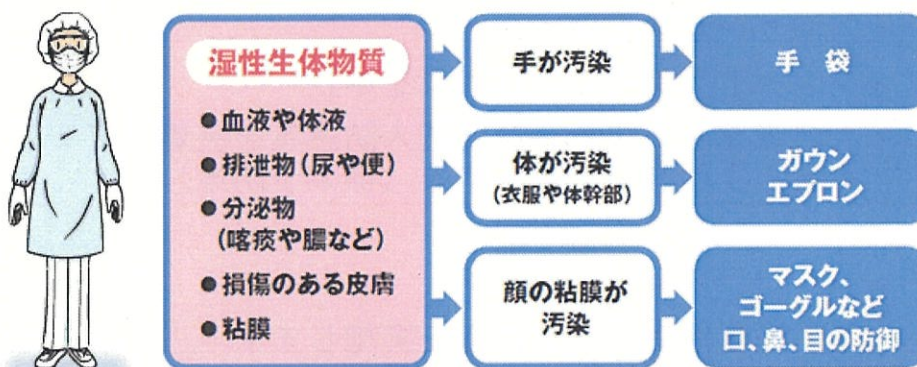 湿性生体物質
●血液や体液
●排泄物(尿や便)
●分泌物
(喀痰や膿など)
●損傷のある皮膚
●粘膜
手が汚染
手 袋
体が汚染
(衣服や体幹部)
ガウン
エプロン
顔の粘膜が
汚染
マスク、
ゴーグルなど
口、鼻、目の防御